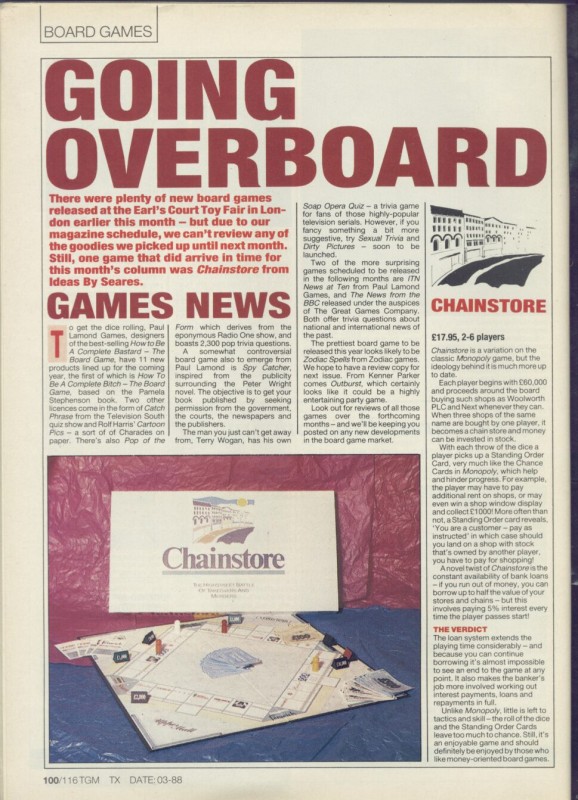 BOARD GAMES
GOING
OVERBOARD
There were plenty of new board games
released at the Earl's Court Toy Fair in Lon-
don earlier this month – but due to our
magazine schedule, we can't review any of
the goodies we picked up until next month.
Still, one game that did arrive in time for
this month's column was Chainstore from
Ideas By Seares.
GAMES NEWS
To get the dice rolling, Paul
Lamond Games, designers
of the best-selling How to Be
A Complete Bastard – The
Board Game, have 11 new
products lined up for the coming
year, the first of which is How To
Be A Complete Bitch – The Board
Game, based on the Pamela
Stephenson book. Two other
licences come in the form of Catch
Phrase from the Television South
quiz show and Rolf Harris' Cartoon
Pics – a sort of Charades on
paper. There's also Pop of the
Form which derives from the
eponymous Radio One show, and
boasts 2,300 pop trivia questions.
A somewhat controversial
board game also to emerge from
Paul Lamond is Spy Catcher,
inspired from the publicity
surrounding the Peter Wright
novel. The objective is to get your
book published by seeking
permission from the government,
the courts, the newspapers and
the publishers.
The man you just can't get away
from, Terry Wogan, has his own
Soap Opera Quiz – a trivia game
for fans of those highly-popular
television serials. However, if you
fancy something a bit more
suggestive, try Sexual Trivia and
Dirty Pictures – soon to be
launched.
Two of the more surprising
games scheduled to be released
in the following months are ITN
News at Ten from Paul Lamond
Games, and The News from the
BBC released under the auspices
of The Great Games Company.
Both offer trivia questions about
national and international news of
the past.
The prettiest board game to be
released this year looks likely to be
Zodiac Spells from Zodiac games.
We hope to have a review copy for
next issue. From Kenner Parker
comes Outburst, which certainly
looks like it could be a highly
entertaining party game.
Look out for reviews of all those
games over the forthcoming
months – and we'll be keeping you
posted on any new developments
in the board game market.
CHAINSTORE
£17.95, 2-6 players
Chainstore is a variation on the
classic Monopoly game, but the
ideology behind it is much more up
to date.
Each player begins with £60,000
and proceeds around the board
buying such shops as Woolworth
PLC and Next whenever they can.
When three shops of the same
name are bought by one player, it
becomes a chain store and money
can be invested in stock.
With each throw of the dice a
player picks up a Standing Order
Card, very much like the Chance
Cards in Monopoly, which help
and hinder progress. For example,
the player may have to pay
additional rent on shops, or may
even win a shop window display
and collect £1000! More often than
not, a Standing Order card reveals,
'You are a customer – pay as
instructed' in which case should
you land on a shop with stock
that's owned by another player,
you have to pay for shopping!
A novel twist of Chainstore is the
constant availability of bank loans
– if you run out of money, you can
borrow up to half the value of your
stores and chains – but this
involves paying 5% interest every
time the player passes start!
THE VERDICT
The loan system extends the
playing time considerably – and
because you can continue
borrowing it's almost impossible
to see an end to the game at any
point. It also makes the banker's
job more involved working out
interest payments, loans and
repayments in full.
Unlike Monopoly, little is left to
tactics and skill – the roll of the dice
and the Standing Order Cards
leave too much to chance. Still, it's
an enjoyable game and should
definitely be enjoyed by those who
like money-oriented board games.
Chainstore
THE MONOPOLY BATTLE
OF
AND
100/116 TGM TX DATE: 03-88